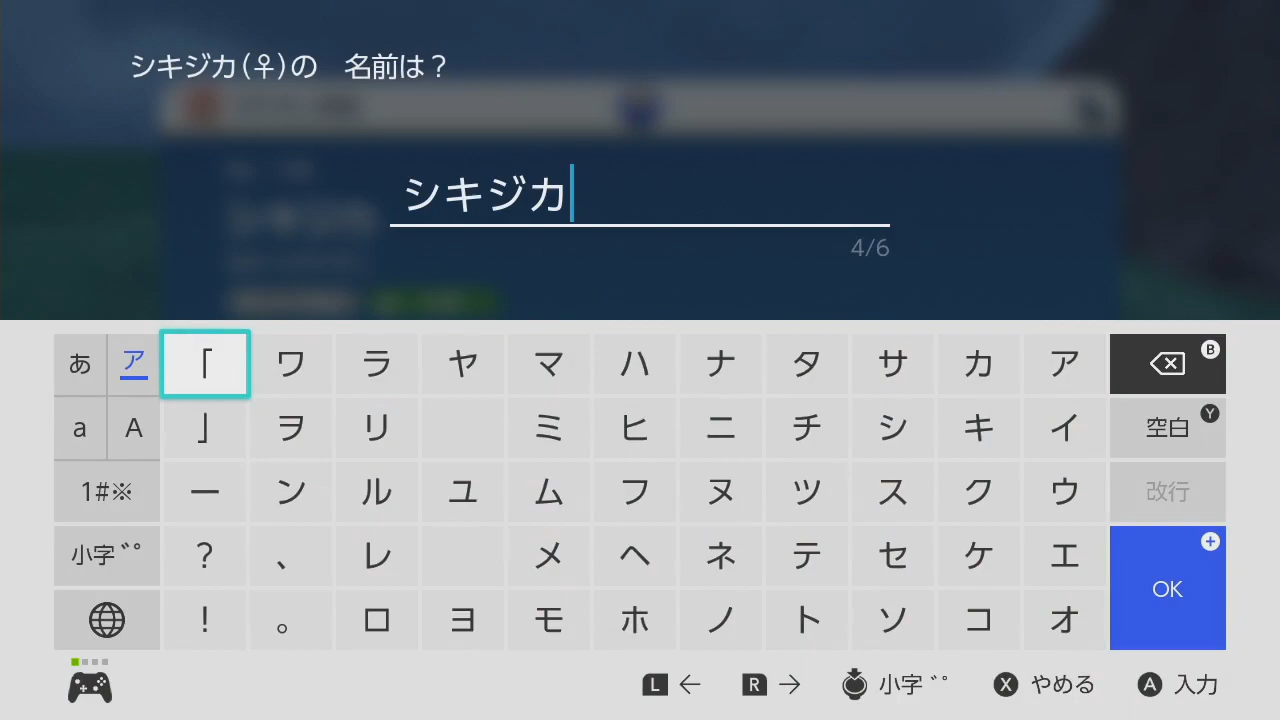 シキジカ(♀)の　名前は？
シキジカ
4/6
あ ア 「 ワ ラ ヤ マ ハ ナ タ サ カ ア B
a A 」 ヲ リ ミ ヒ ニ チ シ キ イ 空白 Y
1#※ ー ン ル ユ ム フ ヌ ツ ス ク ウ 改行
小字゛゜ ? 、 レ メ ヘ ネ テ セ ケ エ +
! 。 ロ ヨ モ ホ ノ ト ソ コ オ OK
L ← R → 小字゛゜ X やめる A 入力